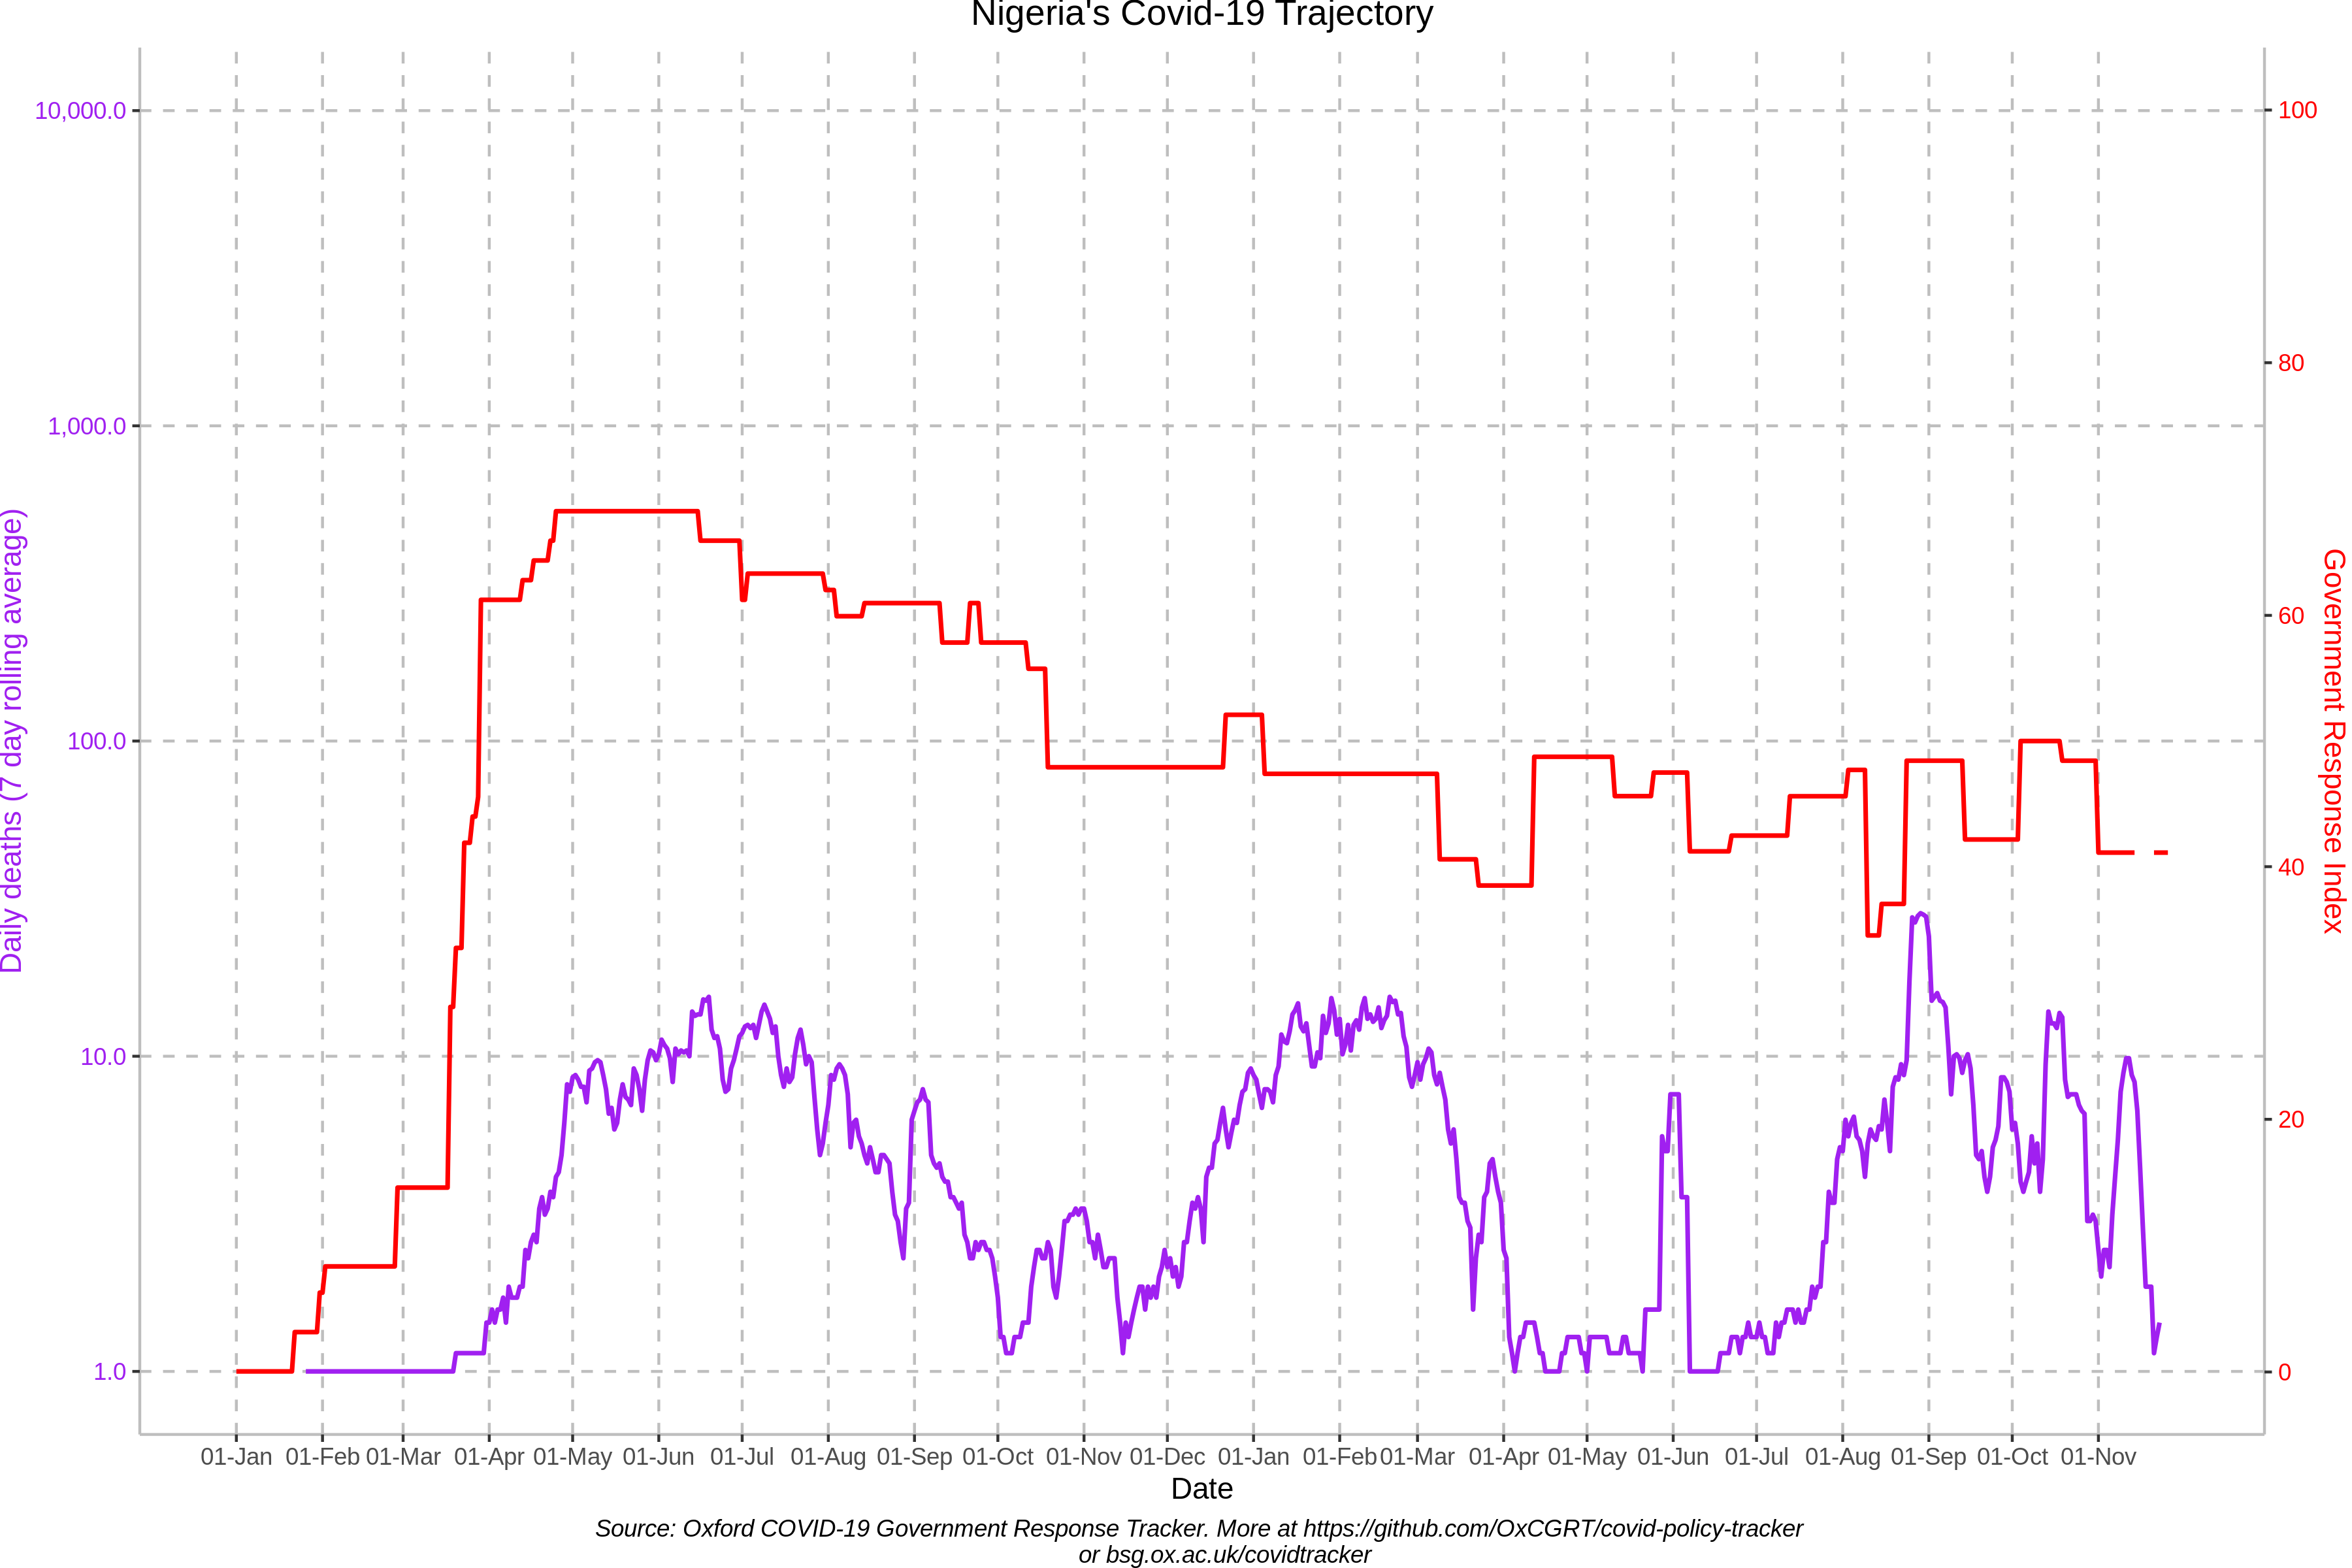 Nigeria's Covid-19 Trajectory
10,000.0
1,000.0
100.0
10.0
1.0
Daily deaths (7 day rolling average)
100
80
60
40
20
0
Government Response Index
01-Jan 01-Feb 01-Mar 01-Apr 01-May 01-Jun 01-Jul 01-Aug 01-Sep 01-Oct 01-Nov 01-Dec 01-Jan 01-Feb 01-Mar 01-Apr 01-May 01-Jun 01-Jul 01-Aug 01-Sep 01-Oct 01-Nov
Date
Source: Oxford COVID-19 Government Response Tracker. More at https://github.com/OxCGRT/covid-policy-tracker
or bsg.ox.ac.uk/covidtracker